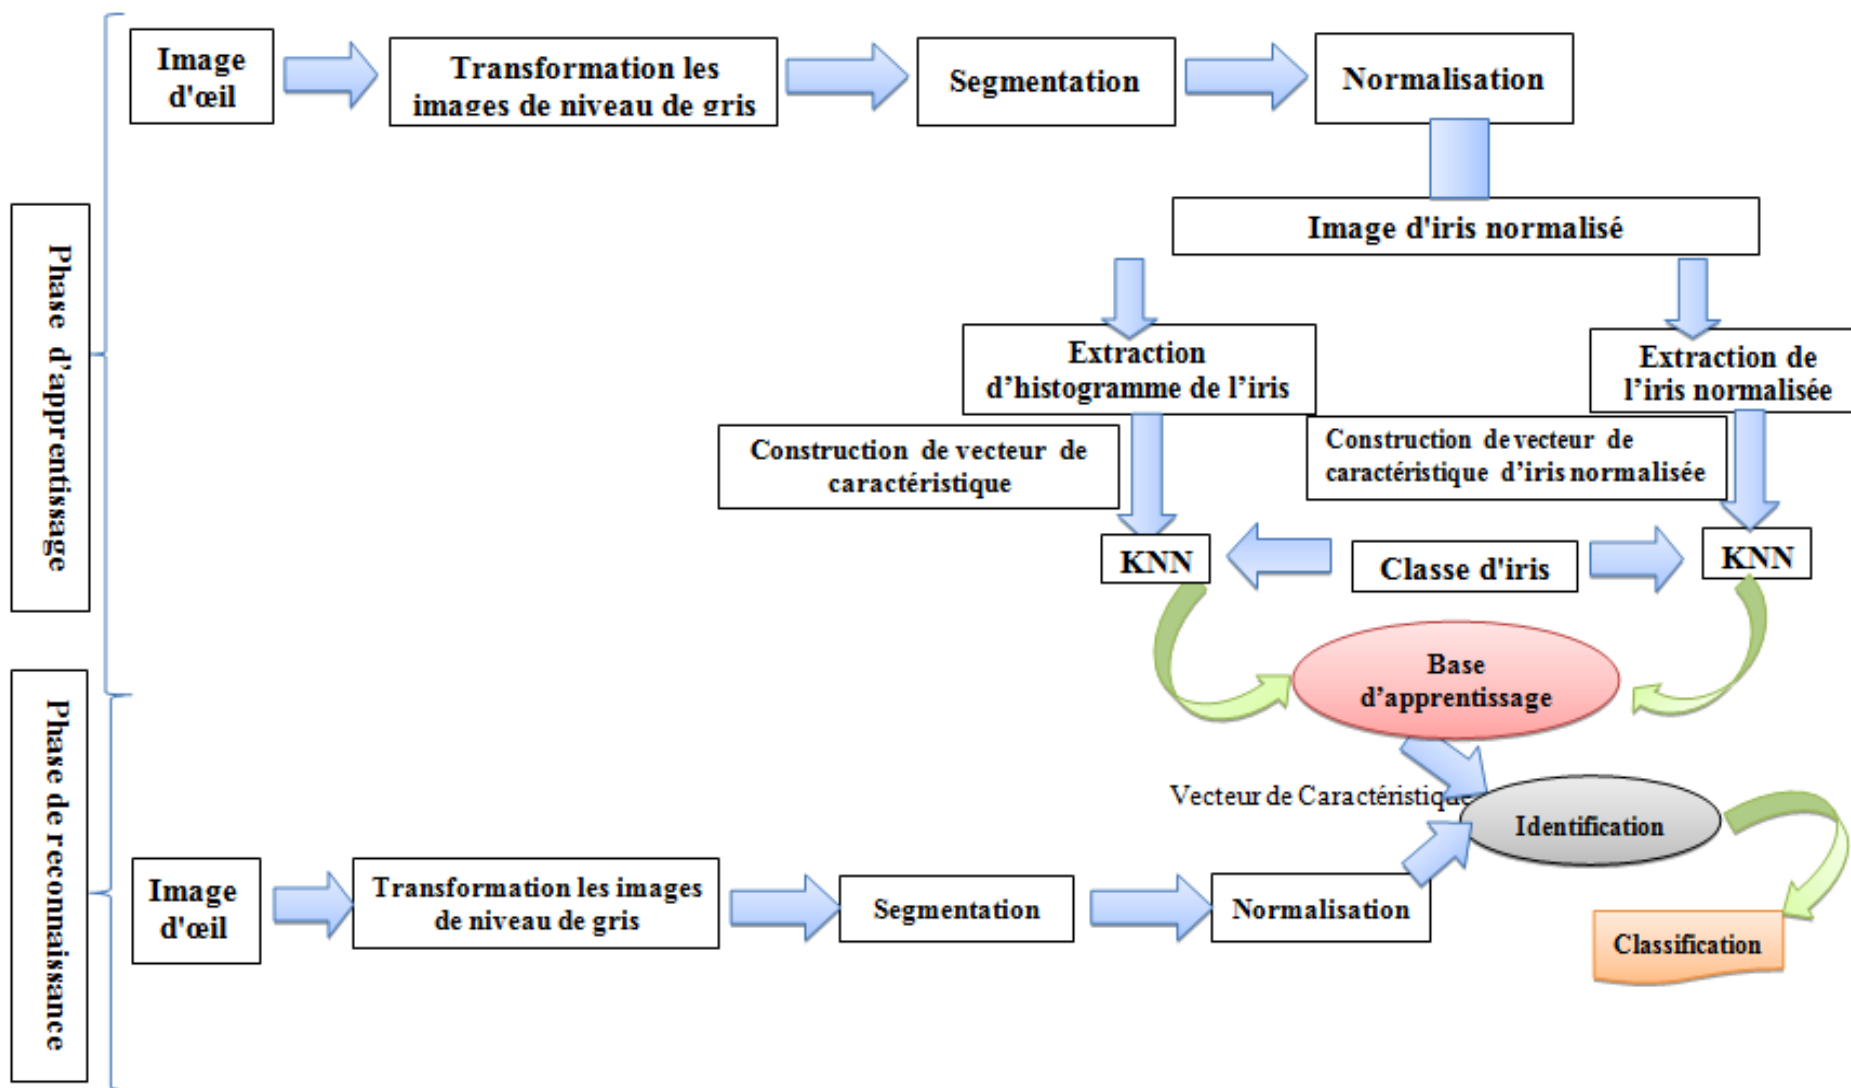 Image
d'œil
Transformation les
images de niveau de gris
Segmentation
Normalisation
Image d'iris normalisé
Phase d’apprentissage
Extraction
d’histogramme de l’iris
Extraction de
l’iris normalisée
Construction de vecteur de
caractéristique
Construction de vecteur de
caractéristique d’iris normalisée
KNN
Classe d'iris
KNN
Base
d’apprentissage
Phase de reconnaissance
Vecteur de Caractéristique
Identification
Image
d'œil
Transformation les images
de niveau de gris
Segmentation
Normalisation
Classification